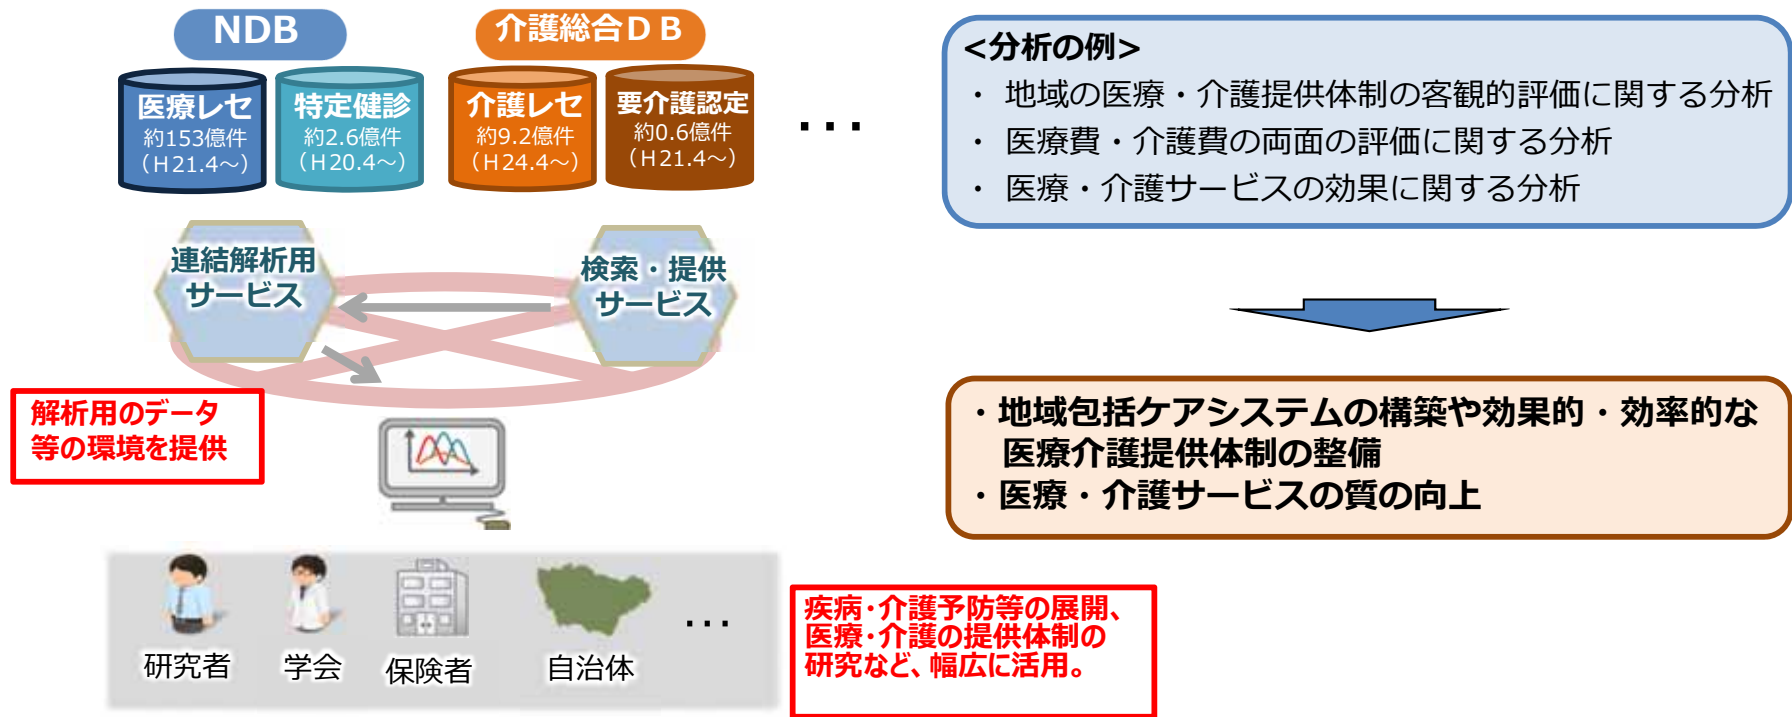 NDB
介護総合ＤＢ
医療レセ
約153億件
（Ｈ21.4～）
特定健診
約2.6億件
（Ｈ20.4～）
介護レセ
約9.2億件
（Ｈ24.4～）
要介護認定
約0.6億件
（Ｈ21.4～）
…
<分析の例>
・ 地域の医療・介護提供体制の客観的評価に関する分析
・ 医療費・介護費の両面の評価に関する分析
・ 医療・介護サービスの効果に関する分析
連結解析用
サービス
検索・提供
サービス
解析用のデータ
等の環境を提供
・地域包括ケアシステムの構築や効果的・効率的な
医療介護提供体制の整備
・医療・介護サービスの質の向上
研究者
学会
保険者
自治体
…
疾病・介護予防等の展開、
医療・介護の提供体制の
研究など、幅広に活用。